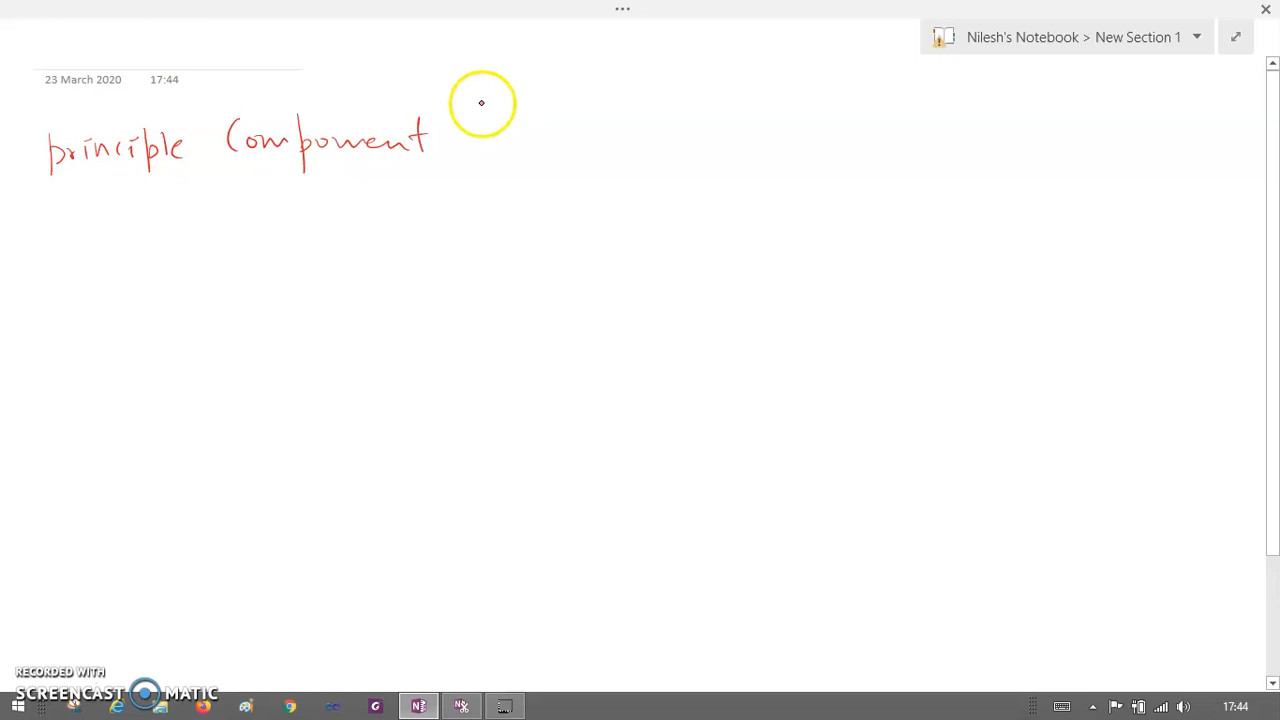 Nilesh's Notebook > New Section 1
23 March 2020 17:44
principle Component
RECORDED WITH
SCREENCAST MATIC
17:44